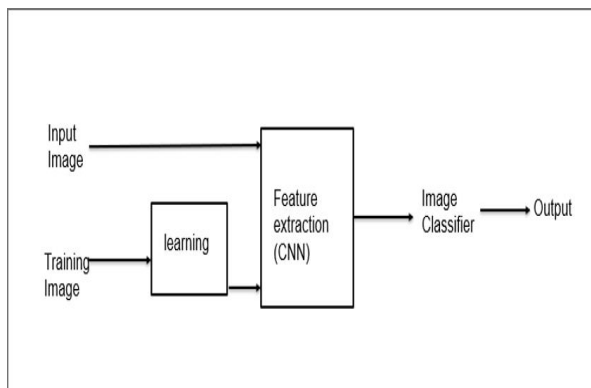 Input
Image
Training
Image
learning
Feature
extraction
(CNN)
Image
Classifier
Output